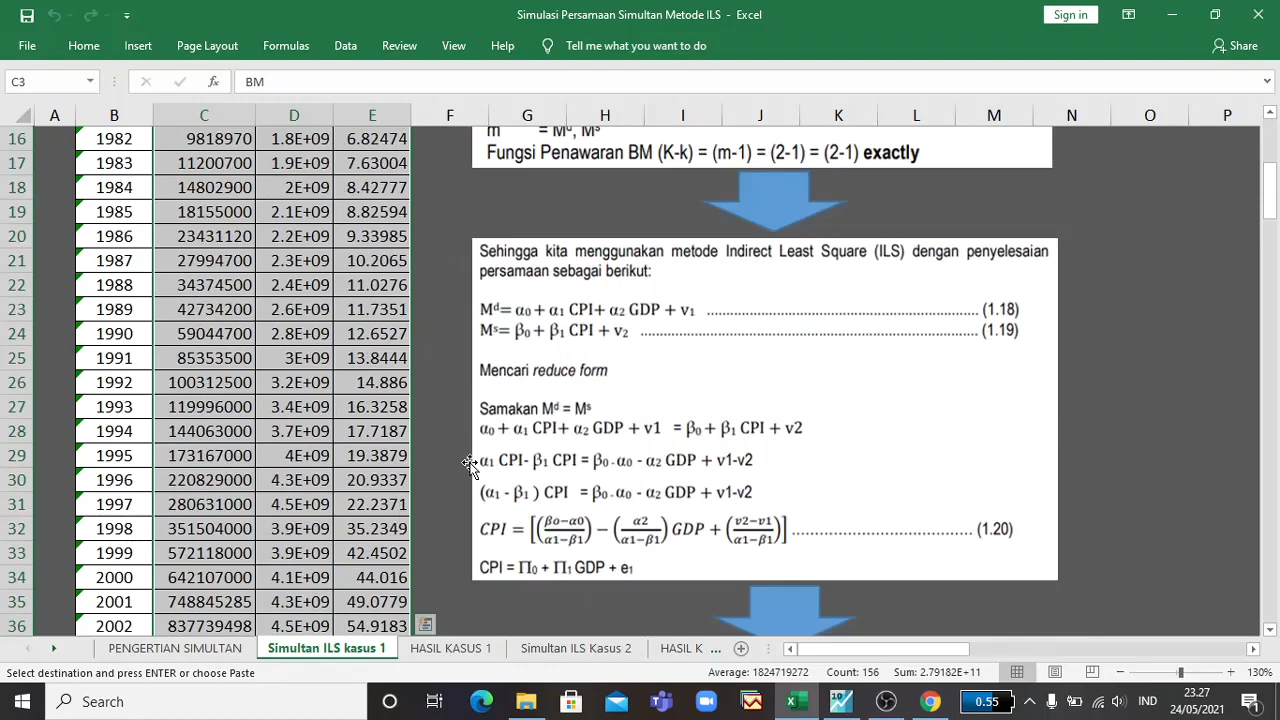 Simulasi Persamaan Simultan Metode ILS - Excel
Sign in
File Home Insert Page Layout Formulas Data Review View Help Tell me what you want to do Share
C3 fx BM
A B C D E F G H I J K L M N O P
16 1982 9818970 1.8E+09 6.82474
17 1983 11200700 1.9E+09 7.63004
18 1984 14802900 2E+09 8.42777
19 1985 18155000 2.1E+09 8.82594
20 1986 23431120 2.2E+09 9.33985
21 1987 27994700 2.3E+09 10.2065
22 1988 34374500 2.4E+09 11.0276
23 1989 42734200 2.6E+09 11.7351
24 1990 59044700 2.8E+09 12.6527
25 1991 85353500 3E+09 13.8444
26 1992 100312500 3.2E+09 14.886
27 1993 119996000 3.4E+09 16.3258
28 1994 144063000 3.7E+09 17.7187
29 1995 173167000 4E+09 19.3879
30 1996 220829000 4.3E+09 20.9337
31 1997 280631000 4.5E+09 22.2371
32 1998 351504000 3.9E+09 35.2349
33 1999 572118000 3.9E+09 42.4502
34 2000 642107000 4.1E+09 44.016
35 2001 748845285 4.3E+09 49.0779
36 2002 837739498 4.5E+09 54.9183
m = Mᵈ, Mˢ
Fungsi Penawaran BM (K-k) = (m-1) = (2-1) = (2-1) exactly
Sehingga kita menggunakan metode Indirect Least Square (ILS) dengan penyelesaian
persamaan sebagai berikut:
Mᵈ= α₀ + α₁ CPI+ α₂ GDP + v₁ ........................................................ (1.18)
Mˢ= β₀ + β₁ CPI + v₂ ........................................................ (1.19)
Mencari reduce form
Samakan Mᵈ = Mˢ
α₀ + α₁ CPI+ α₂ GDP + v1 = β₀ + β₁ CPI + v2
α₁ CPI- β₁ CPI = β₀ - α₀ - α₂ GDP + v1-v2
(α₁ - β₁ ) CPI = β₀ - α₀ - α₂ GDP + v1-v2
CPI = [(βo−α0/α1−β1) − (α2/α1−β1) GDP + (v2−v1/α1−β1)] .................................... (1.20)
CPI = Π₀ + Π₁ GDP + e₁
PENGERTIAN SIMULTAN Simultan ILS kasus 1 HASIL KASUS 1 Simultan ILS Kasus 2 HASIL K ...
Select destination and press ENTER or choose Paste Average: 1824719272 Count: 156 Sum: 2.79182E+11 130%
Search 0.55 IND 23.27
24/05/2021